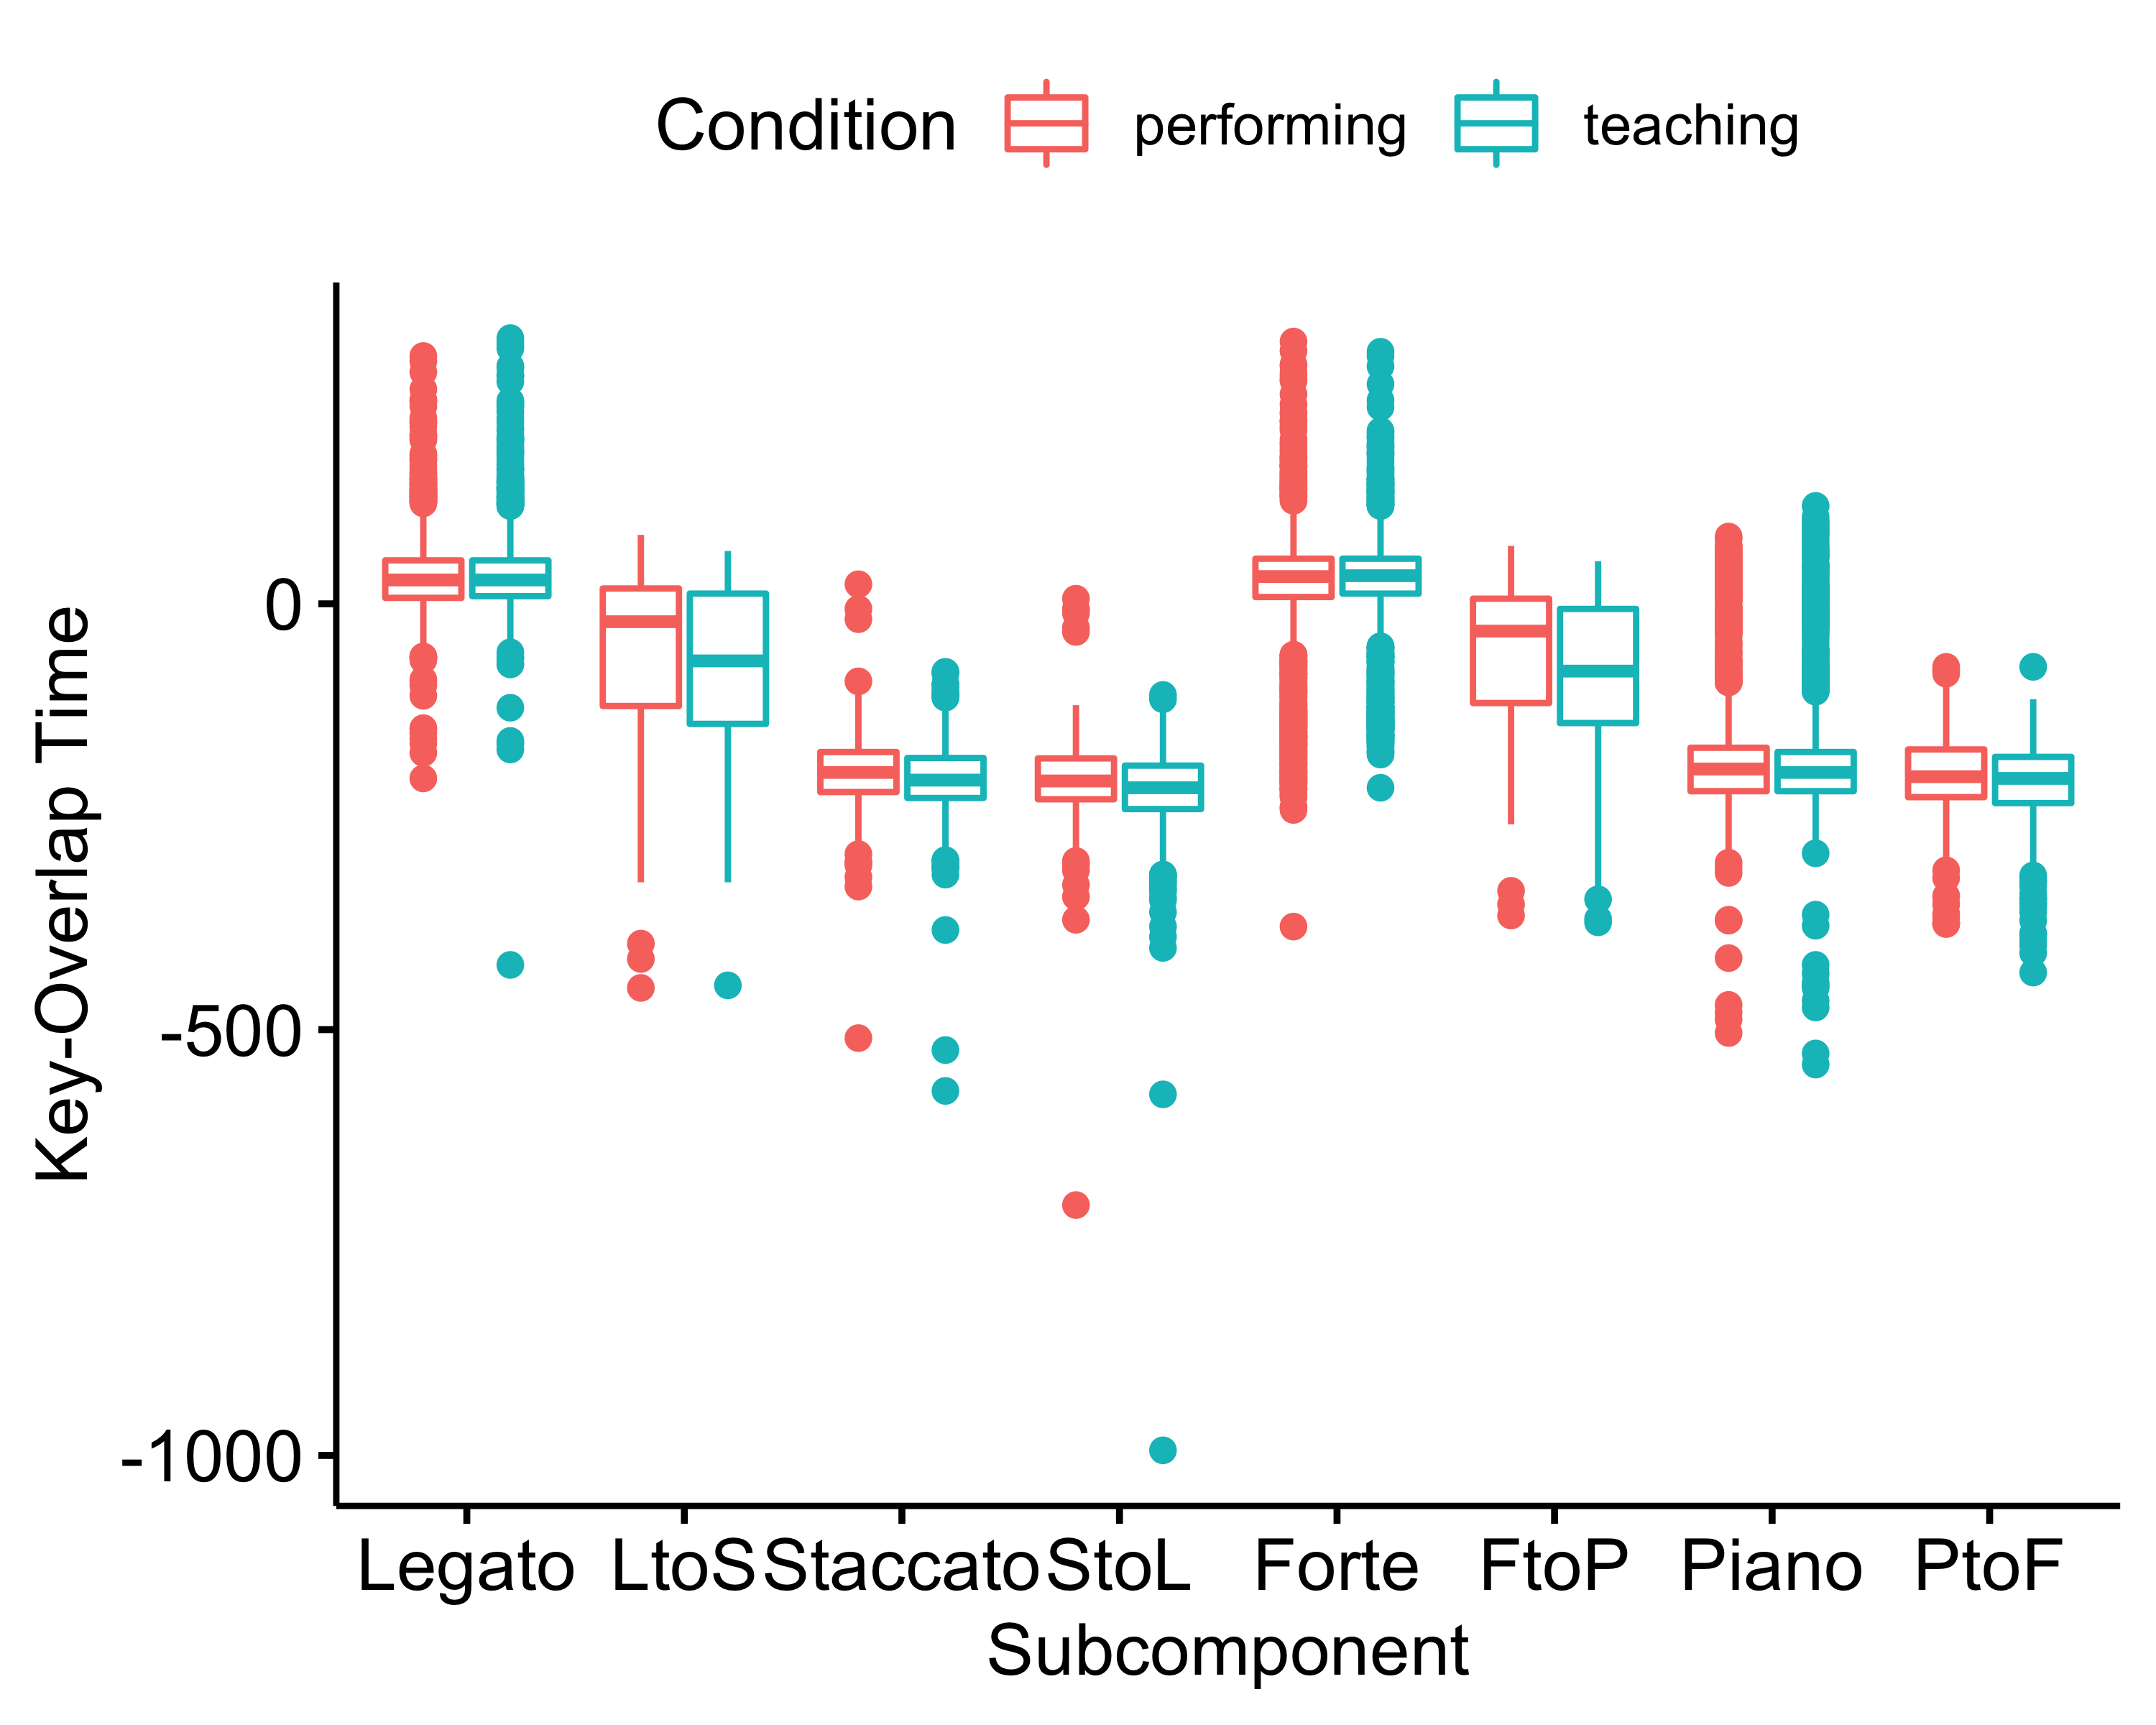 Condition performing teaching
Key-Overlap Time
0
-500
-1000
Legato LtoS Staccato StoL Forte FtoP Piano PtoF
Subcomponent